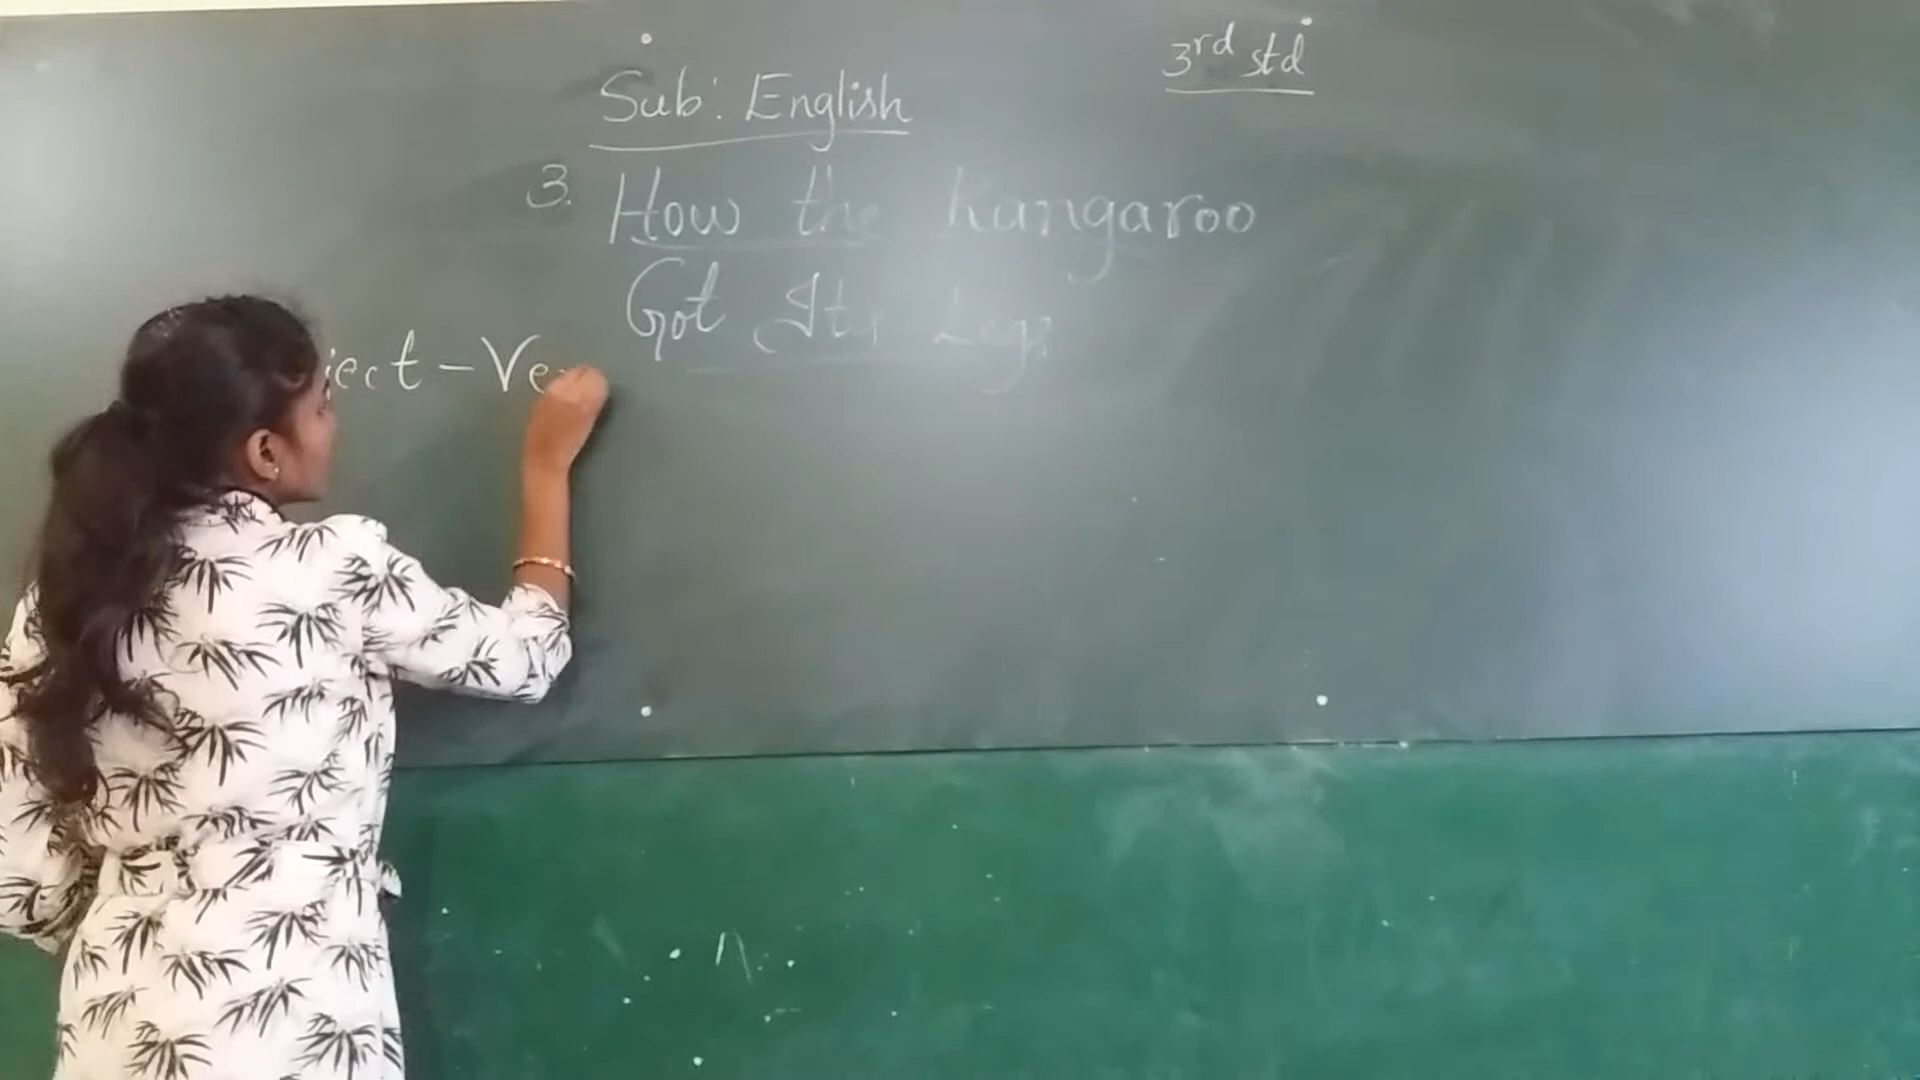 3rd std
Sub: English
3. How the Kangaroo
Got Its Legs
ject - Ve